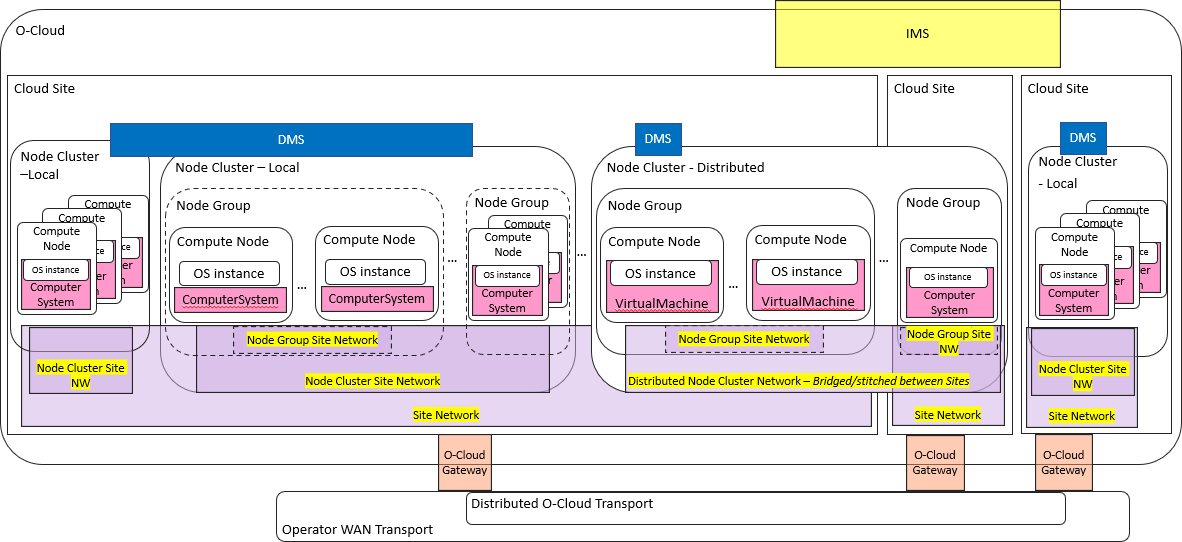 O-Cloud
IMS
Cloud Site
Cloud Site
Cloud Site
DMS
DMS
DMS
Node Cluster
–Local
Compute
Compute
Compute
Node
OS instance
Computer
System
Node Cluster – Local
Node Group
Compute Node
OS instance
ComputerSystem
...
Compute Node
OS instance
ComputerSystem
...
Node Group
Compute
Compute
Node
OS instance
Computer
System
...
Node Cluster - Distributed
Node Group
Compute Node
OS instance
VirtualMachine
...
Compute Node
OS instance
VirtualMachine
...
Node Group
Compute Node
OS instance
Computer
System
Node Cluster
- Local
Compute
Compute
Compute
Node
OS instance
Computer
System
Node Group Site Network
Node Group Site Network
Node Group Site
NW
Node Cluster Site
NW
Node Cluster Site Network
Distributed Node Cluster Network – Bridged/stitched between Sites
Node Cluster Site
NW
Site Network
Site Network
Site Network
O-Cloud
Gateway
O-Cloud
Gateway
O-Cloud
Gateway
Distributed O-Cloud Transport
Operator WAN Transport